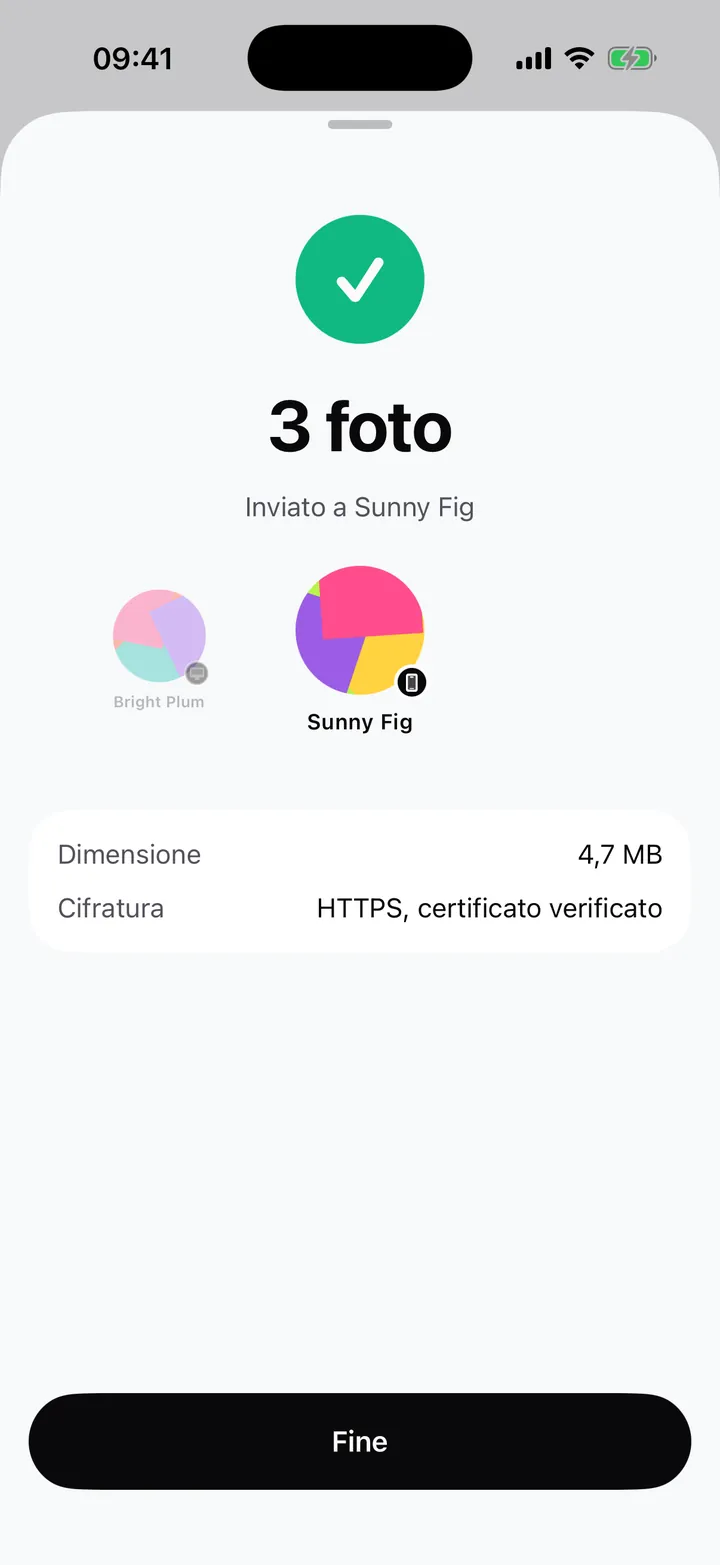 09:41
3 foto
Inviato a Sunny Fig
Bright Plum
Sunny Fig
Dimensione 4,7 MB
Cifratura HTTPS, certificato verificato
Fine